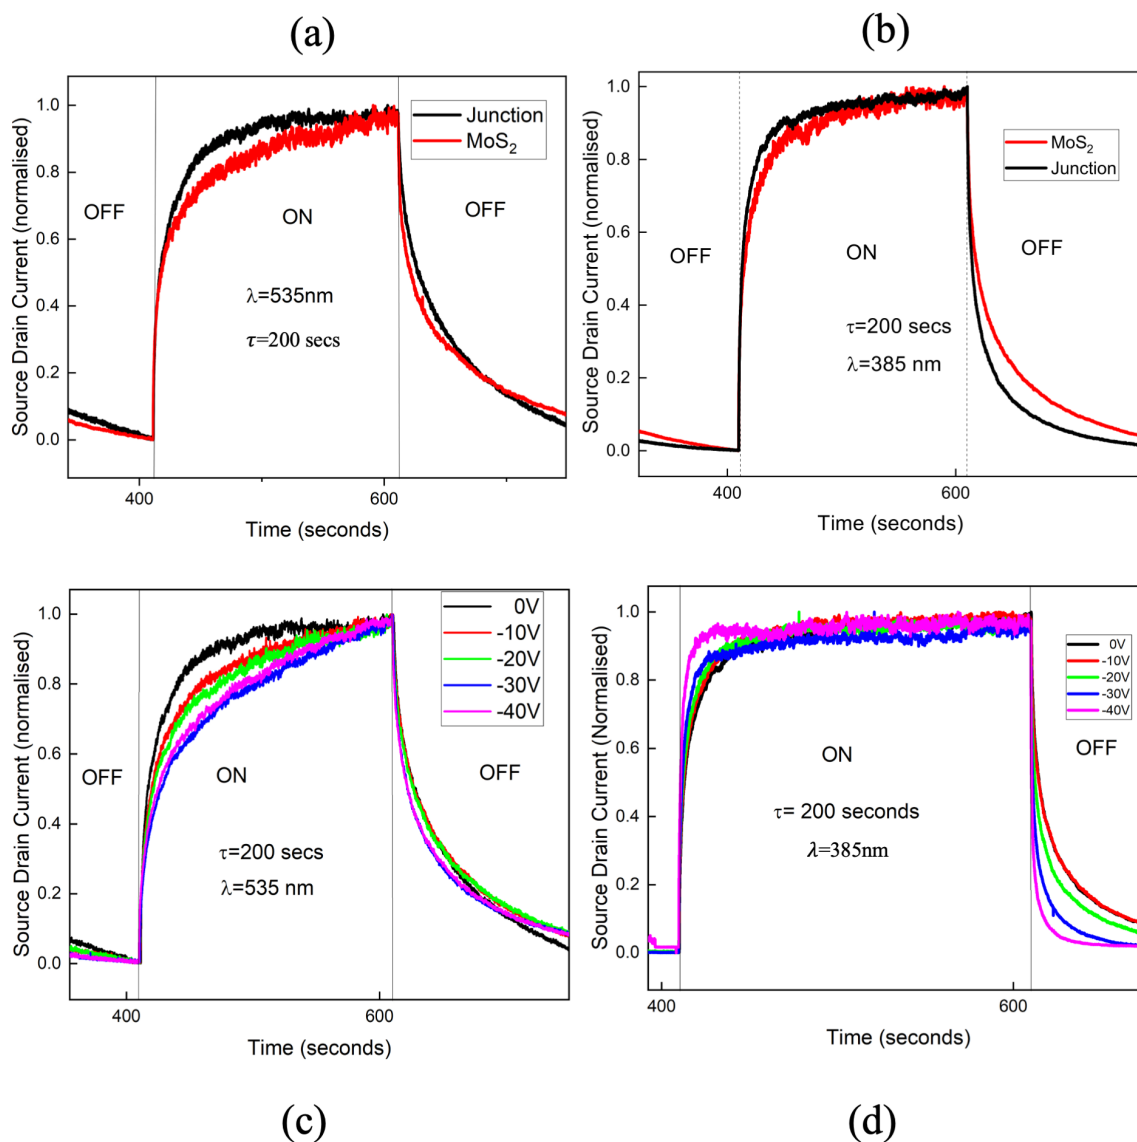 (a)
Source Drain Current (normalised)
1.0
0.8
0.6
0.4
0.2
0.0
Junction
MoS₂
OFF
ON
OFF
λ=535nm
τ=200 secs
400
600
Time (seconds)
(b)
Source Drain Current (normalised)
1.0
0.8
0.6
0.4
0.2
0.0
MoS₂
Junction
OFF
ON
OFF
τ=200 secs
λ=385 nm
400
600
Time (seconds)
Source Drain Current (normalised)
1.0
0.8
0.6
0.4
0.2
0.0
0V
-10V
-20V
-30V
-40V
OFF
ON
OFF
τ=200 secs
λ=535 nm
400
600
Time (seconds)
(c)
Source Drain Current (Normalised)
1.0
0.8
0.6
0.4
0.2
0.0
0V
-10V
-20V
-30V
-40V
OFF
ON
OFF
τ= 200 seconds
λ=385nm
400
600
Time (seconds)
(d)